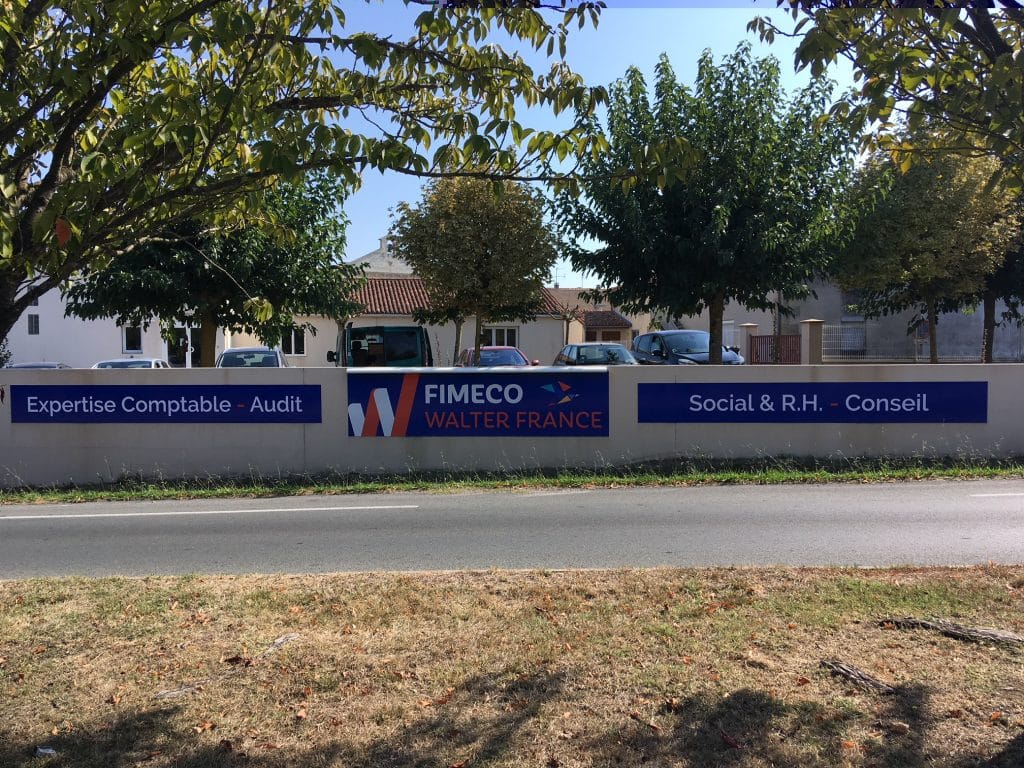 Expertise Comptable - Audit
FIMECO
WALTER FRANCE
Social & R.H. - Conseil